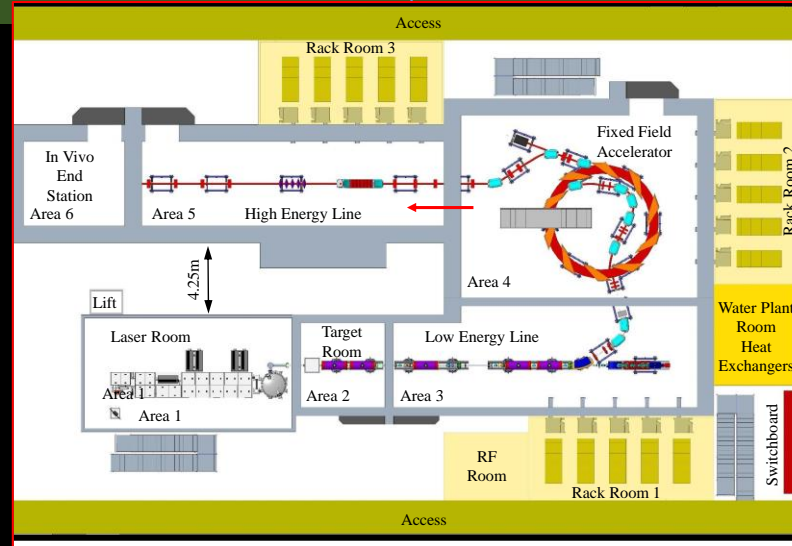 Access
Rack Room 3
Fixed Field
Accelerator
In Vivo
End
Station
Area 6
Area 5
High Energy Line
Rack Room 2
4.25m
Area 4
Lift
Laser Room
Target
Room
Low Energy Line
Water Plant
Room
Heat
Exchangers
Area 1
Area 1
Area 2
Area 3
RF
Room
Rack Room 1
Switchboard
Access